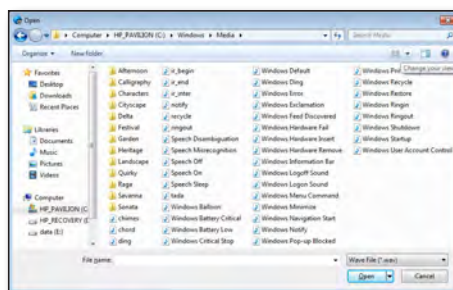 Open
Computer ▸ HP_PAVILION (C:) ▸ Windows ▸ Media ▸
Search Media
Organize
New folder
Change your view
Favorites
Desktop
Downloads
Recent Places
Libraries
Documents
Music
Pictures
Videos
Computer
HP_PAVILION (C
HP_RECOVERY (
data (E:)
Afternoon
Calligraphy
Characters
Cityscape
Delta
Festival
Garden
Heritage
Landscape
Quirky
Raga
Savanna
Sonata
chimes
chord
ding
ir_begin
ir_end
ir_inter
notify
recycle
ringout
Speech Disambiguation
Speech Misrecognition
Speech Off
Speech On
Speech Sleep
tada
Windows Balloon
Windows Battery Critical
Windows Battery Low
Windows Critical Stop
Windows Default
Windows Ding
Windows Error
Windows Exclamation
Windows Feed Discovered
Windows Hardware Fail
Windows Hardware Insert
Windows Hardware Remove
Windows Information Bar
Windows Logoff Sound
Windows Logon Sound
Windows Menu Command
Windows Minimize
Windows Navigation Start
Windows Notify
Windows Pop-up Blocked
Windows
Windows Recycle
Windows Restore
Windows Ringin
Windows Ringout
Windows Shutdown
Windows Startup
Windows User Account Control
File name:
Wave File (*.wav)
Open
Cancel